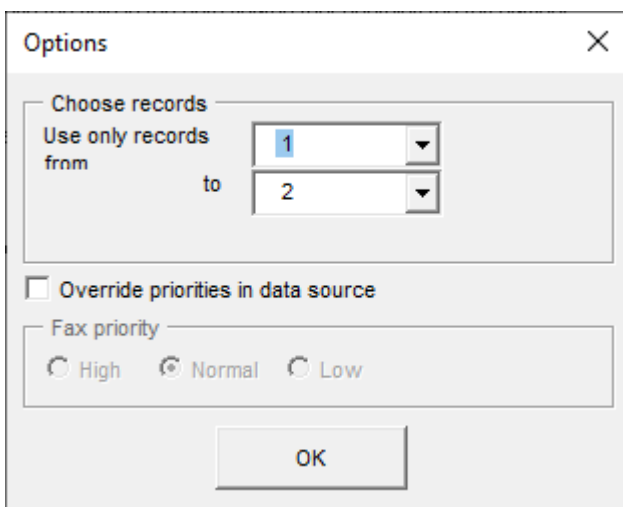 Options
Choose records
Use only records
from
1
to
2
Override priorities in data source
Fax priority
High Normal Low
OK